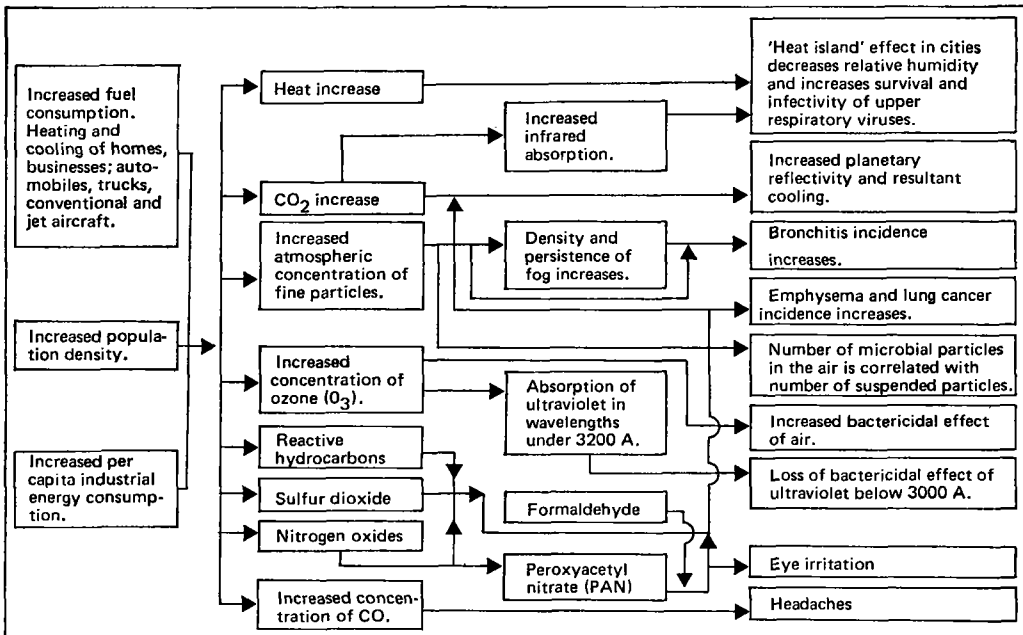 Increased fuel
consumption.
Heating and
cooling of homes,
businesses; auto-
mobiles, trucks,
conventional and
jet aircraft.
Increased popula-
tion density.
Increased per
capita industrial
energy consump-
tion.
Heat increase
CO2 increase
Increased
atmospheric
concentration of
fine particles.
Increased
concentration of
ozone (03).
Reactive
hydrocarbons
Sulfur dioxide
Nitrogen oxides
Increased concen-
tration of CO.
Increased
infrared
absorption.
Density and
persistence of
fog increases.
Absorption of
ultraviolet in
wavelengths
under 3200 A.
Formaldehyde
Peroxyacetyl
nitrate (PAN)
'Heat island' effect in cities
decreases relative humidity
and increases survival and
infectivity of upper
respiratory viruses.
Increased planetary
reflectivity and resultant
cooling.
Bronchitis incidence
increases.
Emphysema and lung cancer
incidence increases.
Number of microbial particles
in the air is correlated with
number of suspended particles.
Increased bactericidal effect
of air.
Loss of bactericidal effect of
ultraviolet below 3000 A.
Eye irritation
Headaches